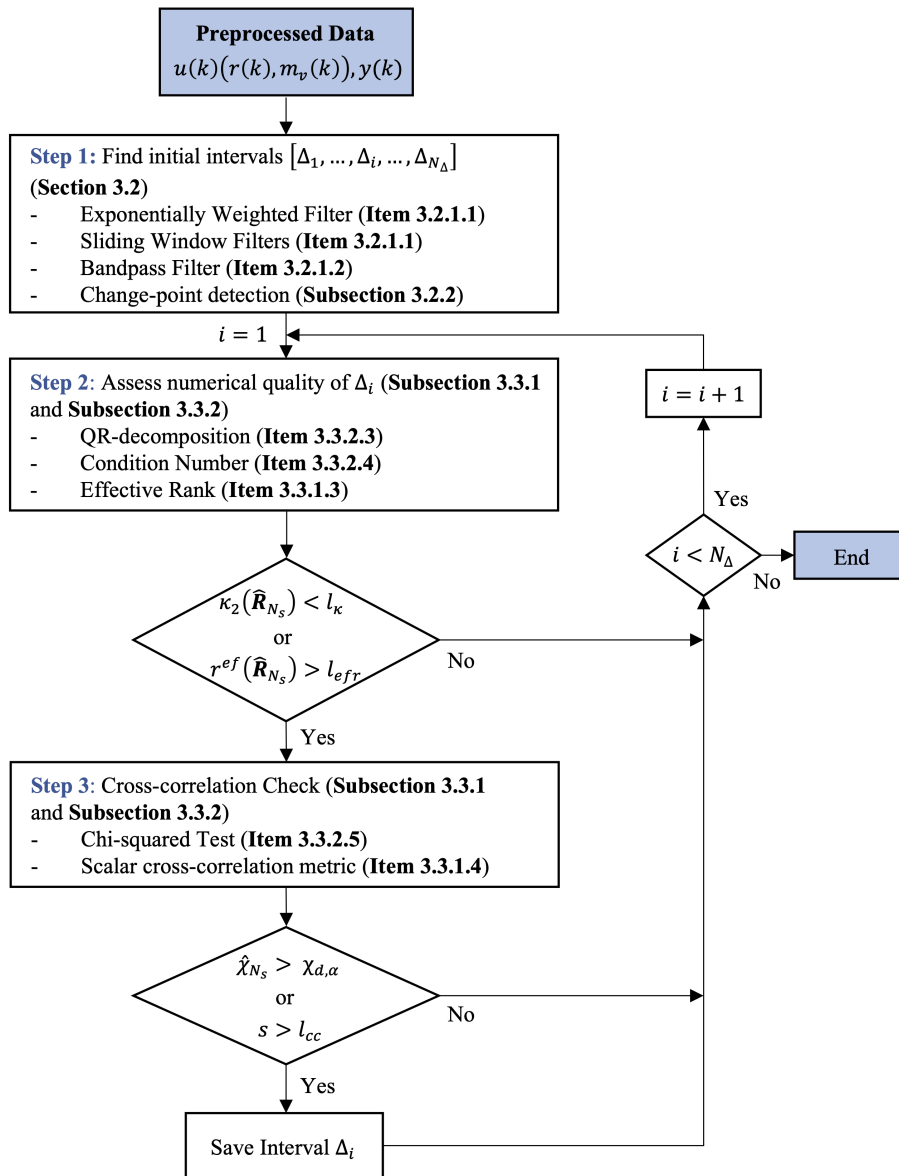 Preprocessed Data
u(k)(r(k), m_v(k)), y(k)
Step 1: Find initial intervals [Δ_1, …, Δ_i, …, Δ_{N_Δ}]
(Section 3.2)
- Exponentially Weighted Filter (Item 3.2.1.1)
- Sliding Window Filters (Item 3.2.1.1)
- Bandpass Filter (Item 3.2.1.2)
- Change-point detection (Subsection 3.2.2)
i = 1
Step 2: Assess numerical quality of Δ_i (Subsection 3.3.1
and Subsection 3.3.2)
- QR-decomposition (Item 3.3.2.3)
- Condition Number (Item 3.3.2.4)
- Effective Rank (Item 3.3.1.3)
i = i + 1
Yes
i < N_Δ
No
End
κ_2(R̂_{N_s}) < l_κ
or
r^{ef}(R̂_{N_s}) > l_{efr}
No
Yes
Step 3: Cross-correlation Check (Subsection 3.3.1
and Subsection 3.3.2)
- Chi-squared Test (Item 3.3.2.5)
- Scalar cross-correlation metric (Item 3.3.1.4)
χ̂_{N_s} > χ_{d,α}
or
s > l_{cc}
No
Yes
Save Interval Δ_i